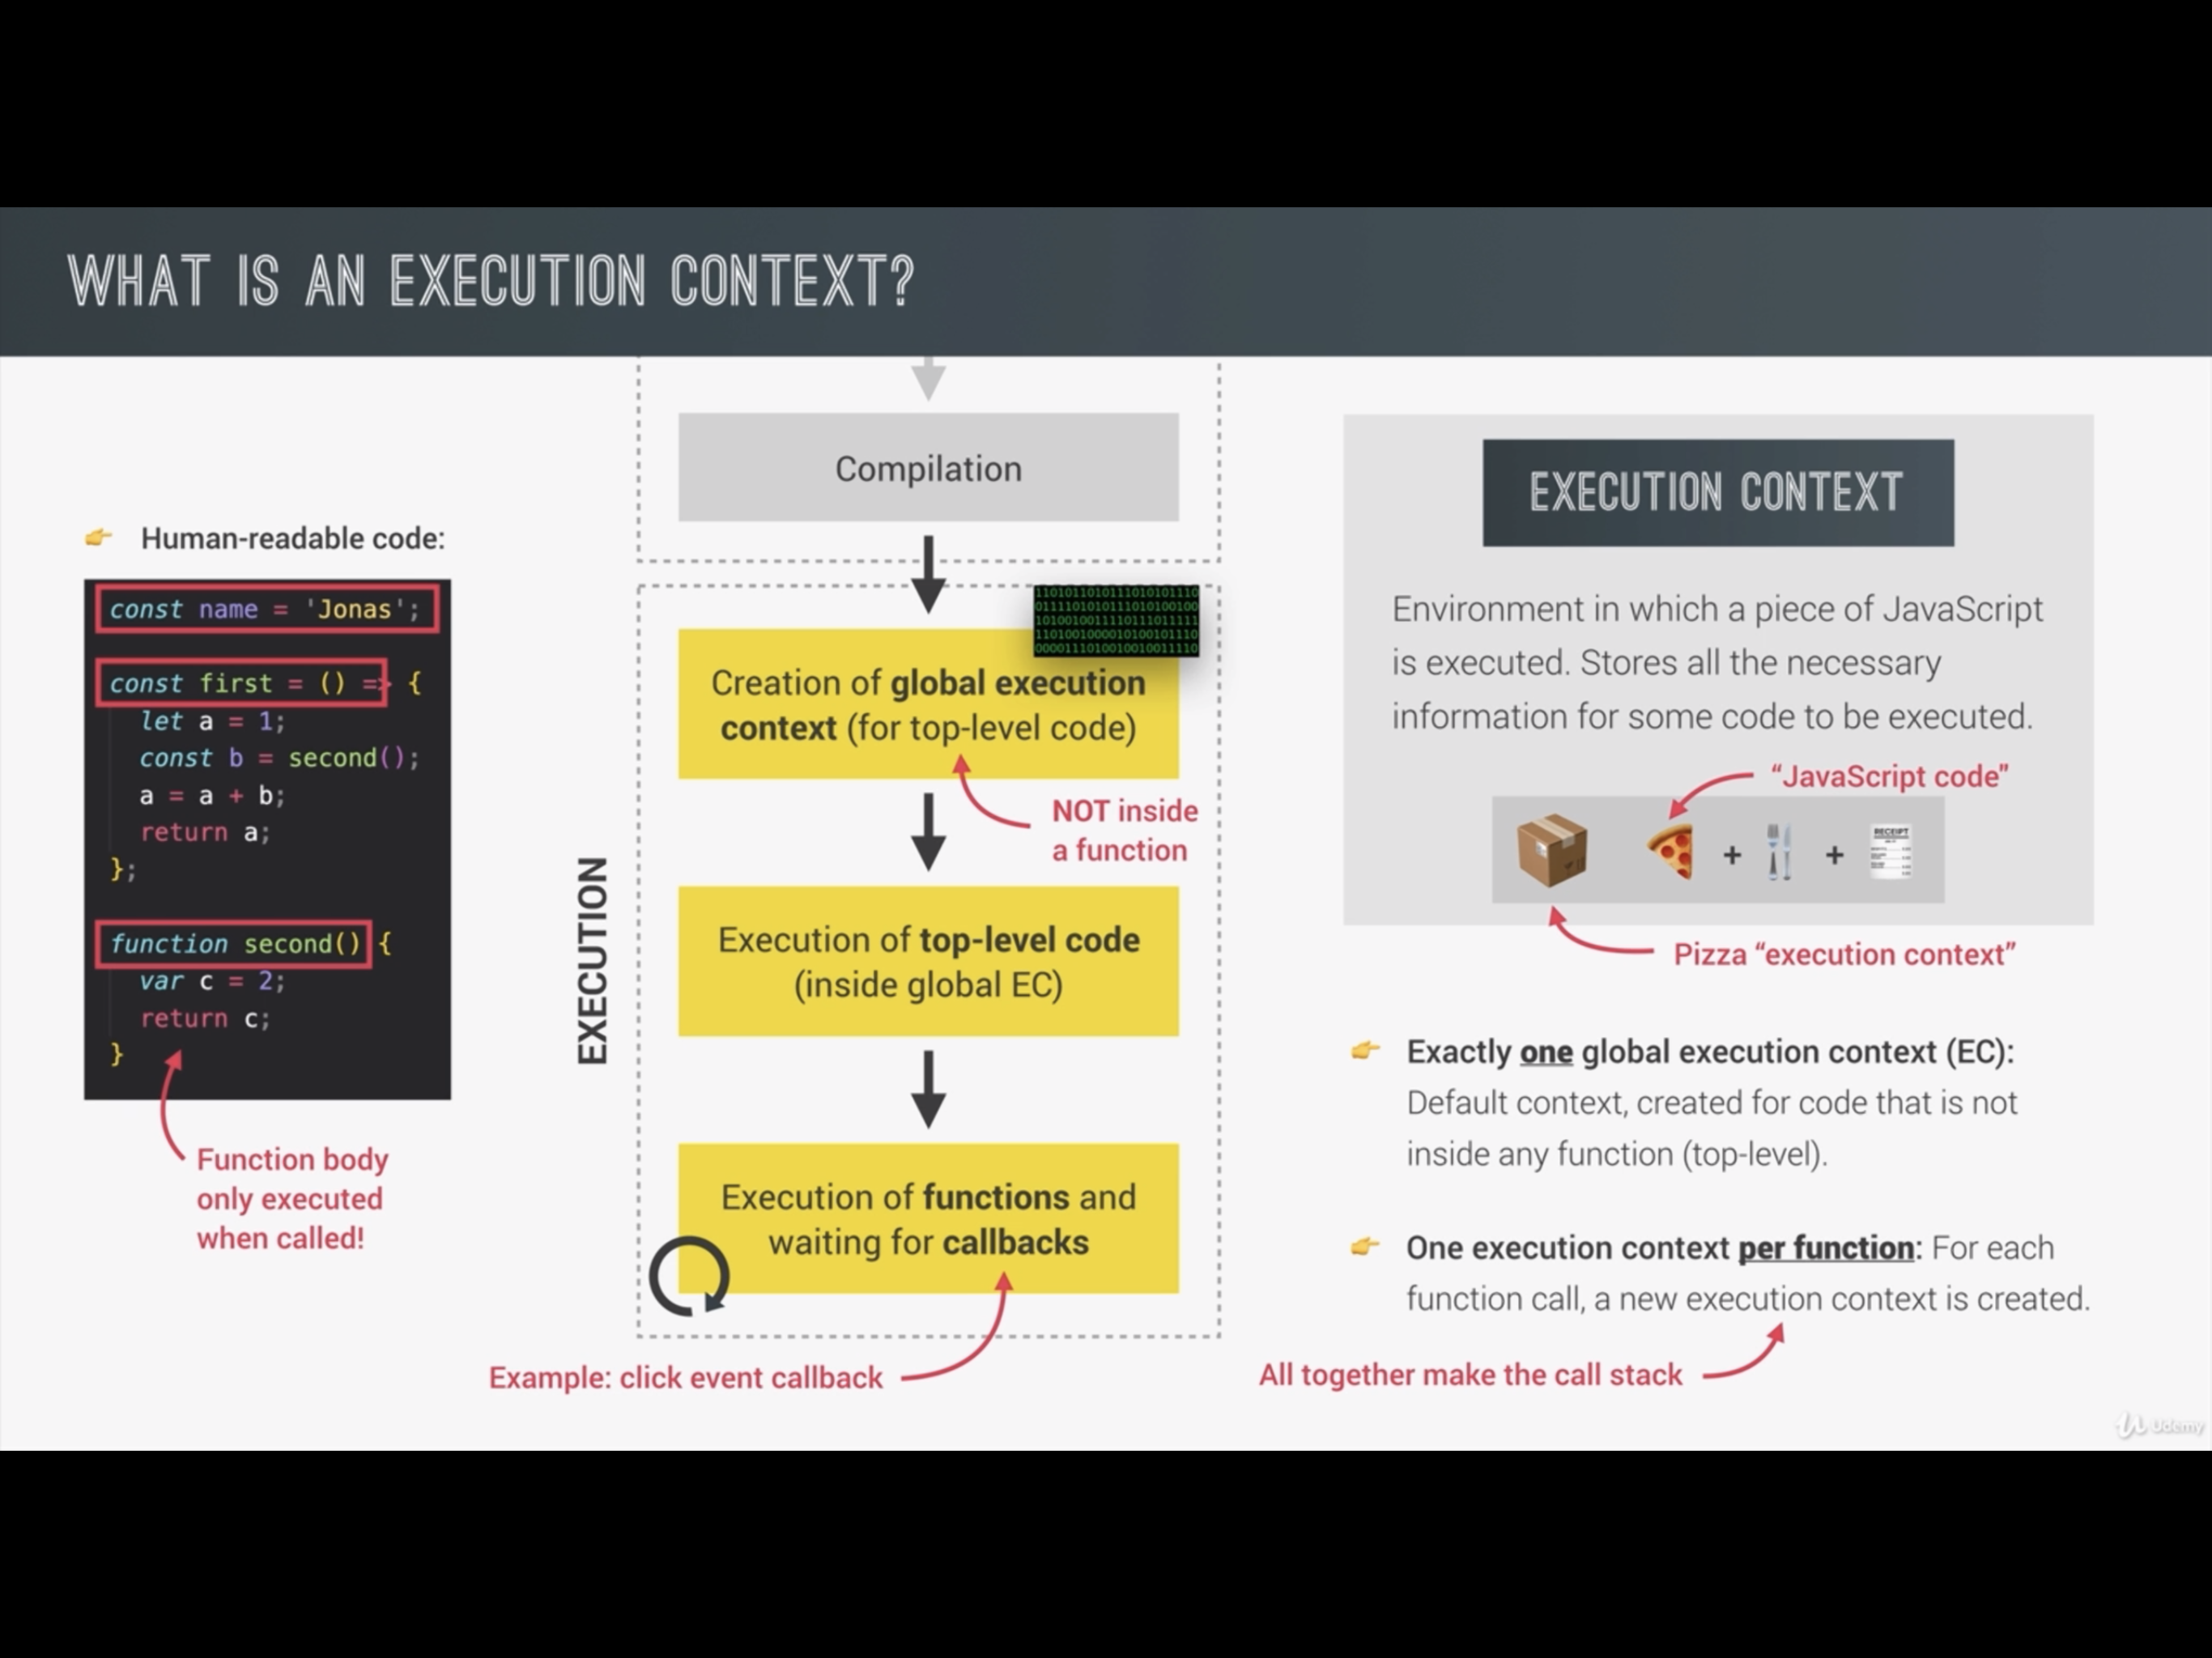 WHAT IS AN EXECUTION CONTEXT?
Human-readable code:
const name = 'Jonas';
const first = () => {
let a = 1;
const b = second();
a = a + b;
return a;
};
function second() {
var c = 2;
return c;
}
Function body
only executed
when called!
EXECUTION
Compilation
11010110101110101011110
01111010101110101001000
Creation of global execution
context (for top-level code)
NOT inside
a function
Execution of top-level code
(inside global EC)
Execution of functions and
waiting for callbacks
Example: click event callback
EXECUTION CONTEXT
Environment in which a piece of JavaScript
is executed. Stores all the necessary
information for some code to be executed.
“JavaScript code”
+ +
RECEIPT
Pizza “execution context”
Exactly one global execution context (EC):
Default context, created for code that is not
inside any function (top-level).
One execution context per function: For each
function call, a new execution context is created.
All together make the call stack
Udemy